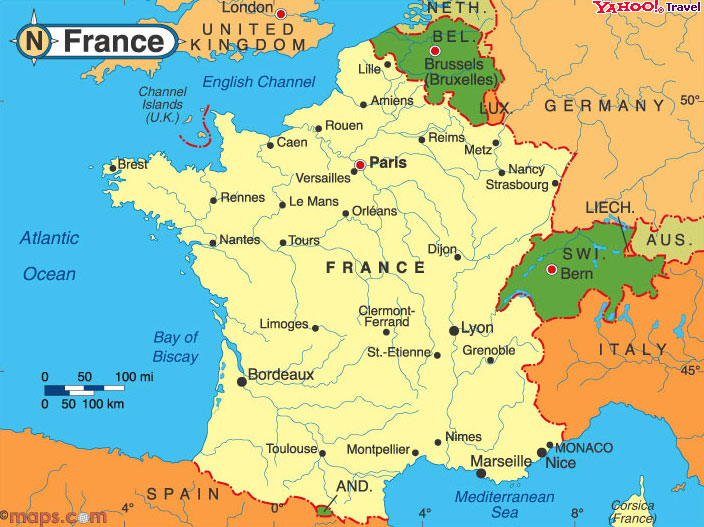 London
NETH.
YAHOO! Travel
N France
UNITED
KINGDOM
BEL.
Brussels
(Bruxelles)
Lille
English Channel
Channel
Islands
(U.K.)
Amiens
LUX.
GERMANY
50°
Rouen
Caen
Reims
Metz
Paris
Versailles
Brest
Nancy
Strasbourg
Rennes
Le Mans
Orléans
LIECH.
Atlantic
Ocean
Nantes
Tours
Dijon
SWI.
AUS.
FRANCE
Bern
Clermont-
Ferrand
Limoges
Lyon
Bay of
Biscay
St.-Etienne
Grenoble
ITALY
45°
0 50 100 mi
0 50 100 km
Bordeaux
Nimes
MONACO
Toulouse
Montpellier
Nice
Marseille
AND.
SPAIN
Mediterranean
Sea
Corsica
(France)
©maps.com
4°
0°
4°
8°